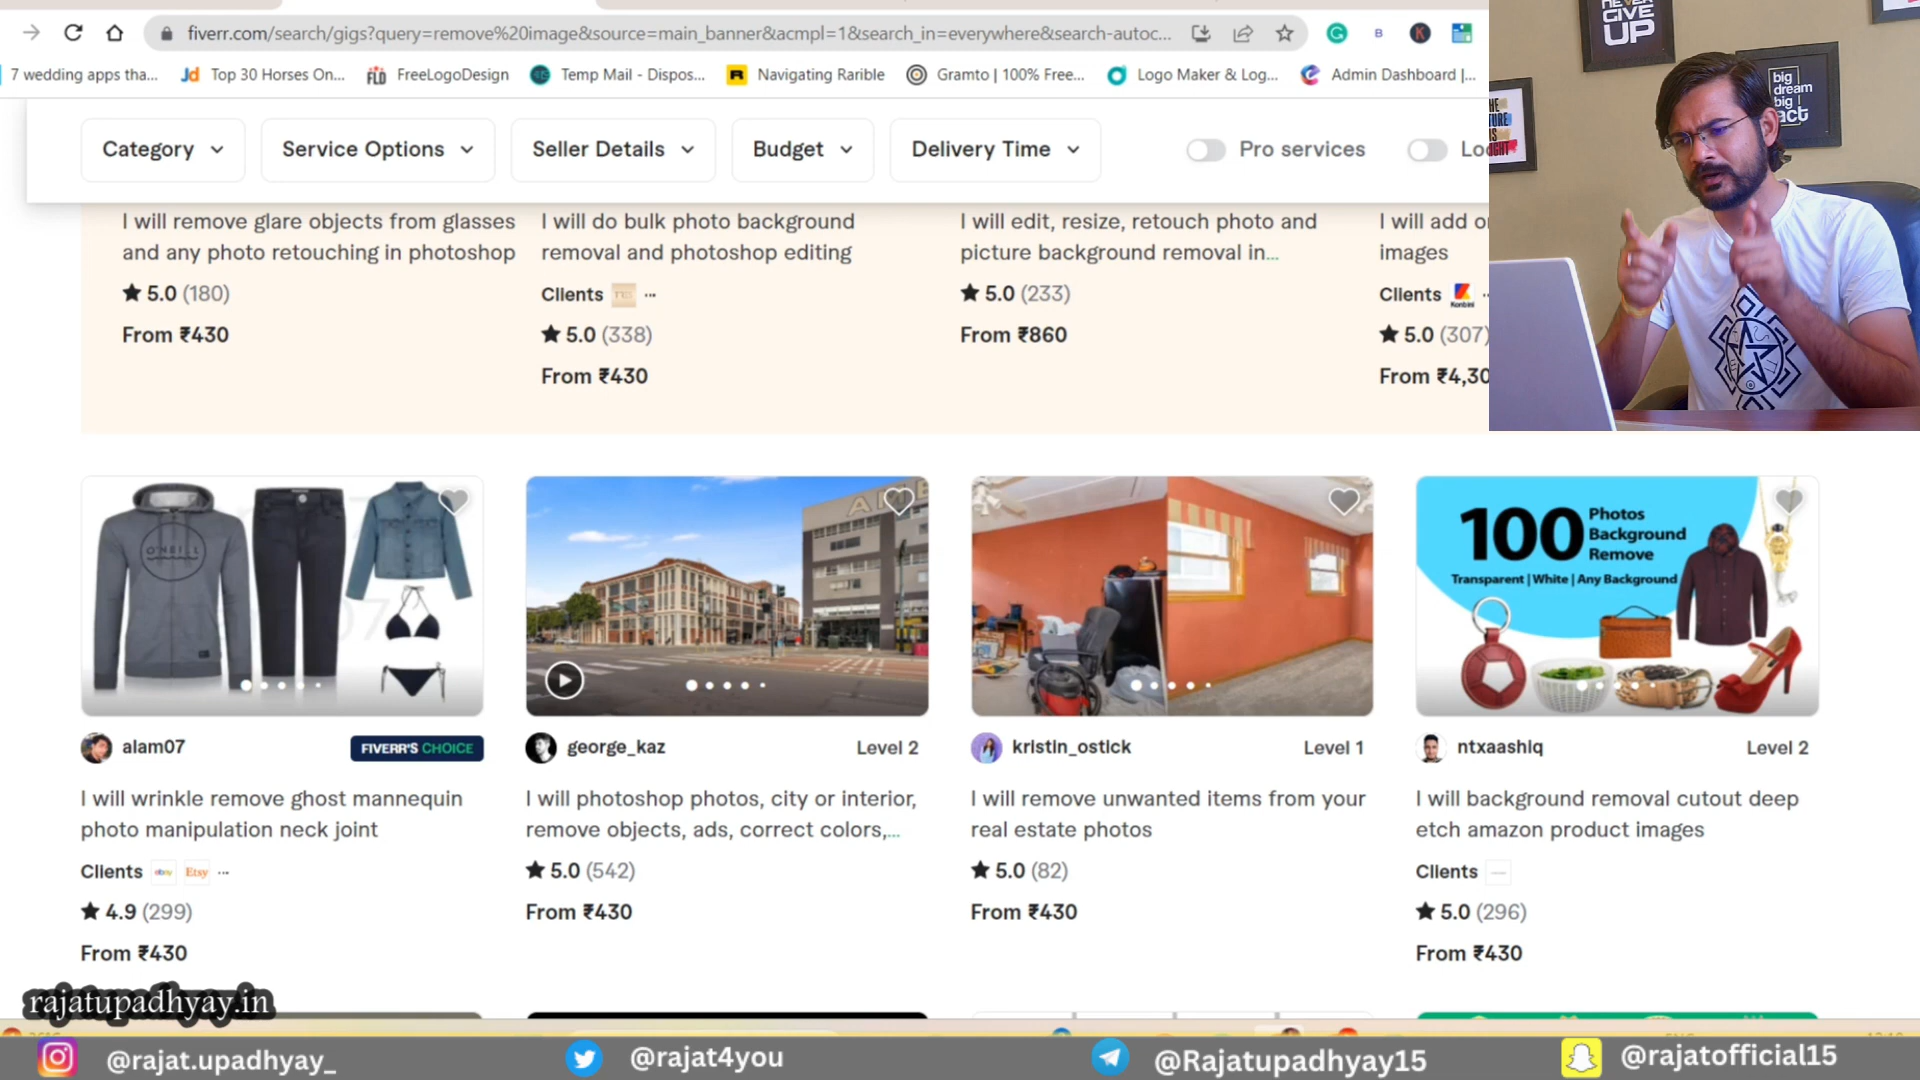 fiverr.com/search/gigs?query=remove%20image&source=main_banner&acmpl=1&search_in=everywhere&search-autoc...
7 wedding apps tha...
Jd Top 30 Horses On...
FLD FreeLogoDesign
Temp Mail - Dispos...
R Navigating Rarible
Gramto | 100% Free...
Logo Maker & Log...
Admin Dashboard |...
NEVER GIVE UP
big dream big act
Category
Service Options
Seller Details
Budget
Delivery Time
Pro services
Lo
I will remove glare objects from glasses
and any photo retouching in photoshop
5.0 (180)
From ₹430
I will do bulk photo background
removal and photoshop editing
Clients ...
5.0 (338)
From ₹430
I will edit, resize, retouch photo and
picture background removal in...
5.0 (233)
From ₹860
I will add o
images
Clients
5.0 (307)
From ₹4,30
O'NEILL
100 Photos
Background
Remove
Transparent | White | Any Background
alam07
FIVERR'S CHOICE
I will wrinkle remove ghost mannequin
photo manipulation neck joint
Clients ebay Etsy ...
4.9 (299)
From ₹430
george_kaz
Level 2
I will photoshop photos, city or interior,
remove objects, ads, correct colors,...
5.0 (542)
From ₹430
kristin_ostick
Level 1
I will remove unwanted items from your
real estate photos
5.0 (82)
From ₹430
ntxaashiq
Level 2
I will background removal cutout deep
etch amazon product images
Clients
5.0 (296)
From ₹430
rajatupadhyay.in
@rajat.upadhyay_
@rajat4you
@Rajatupadhyay15
@rajatofficial15